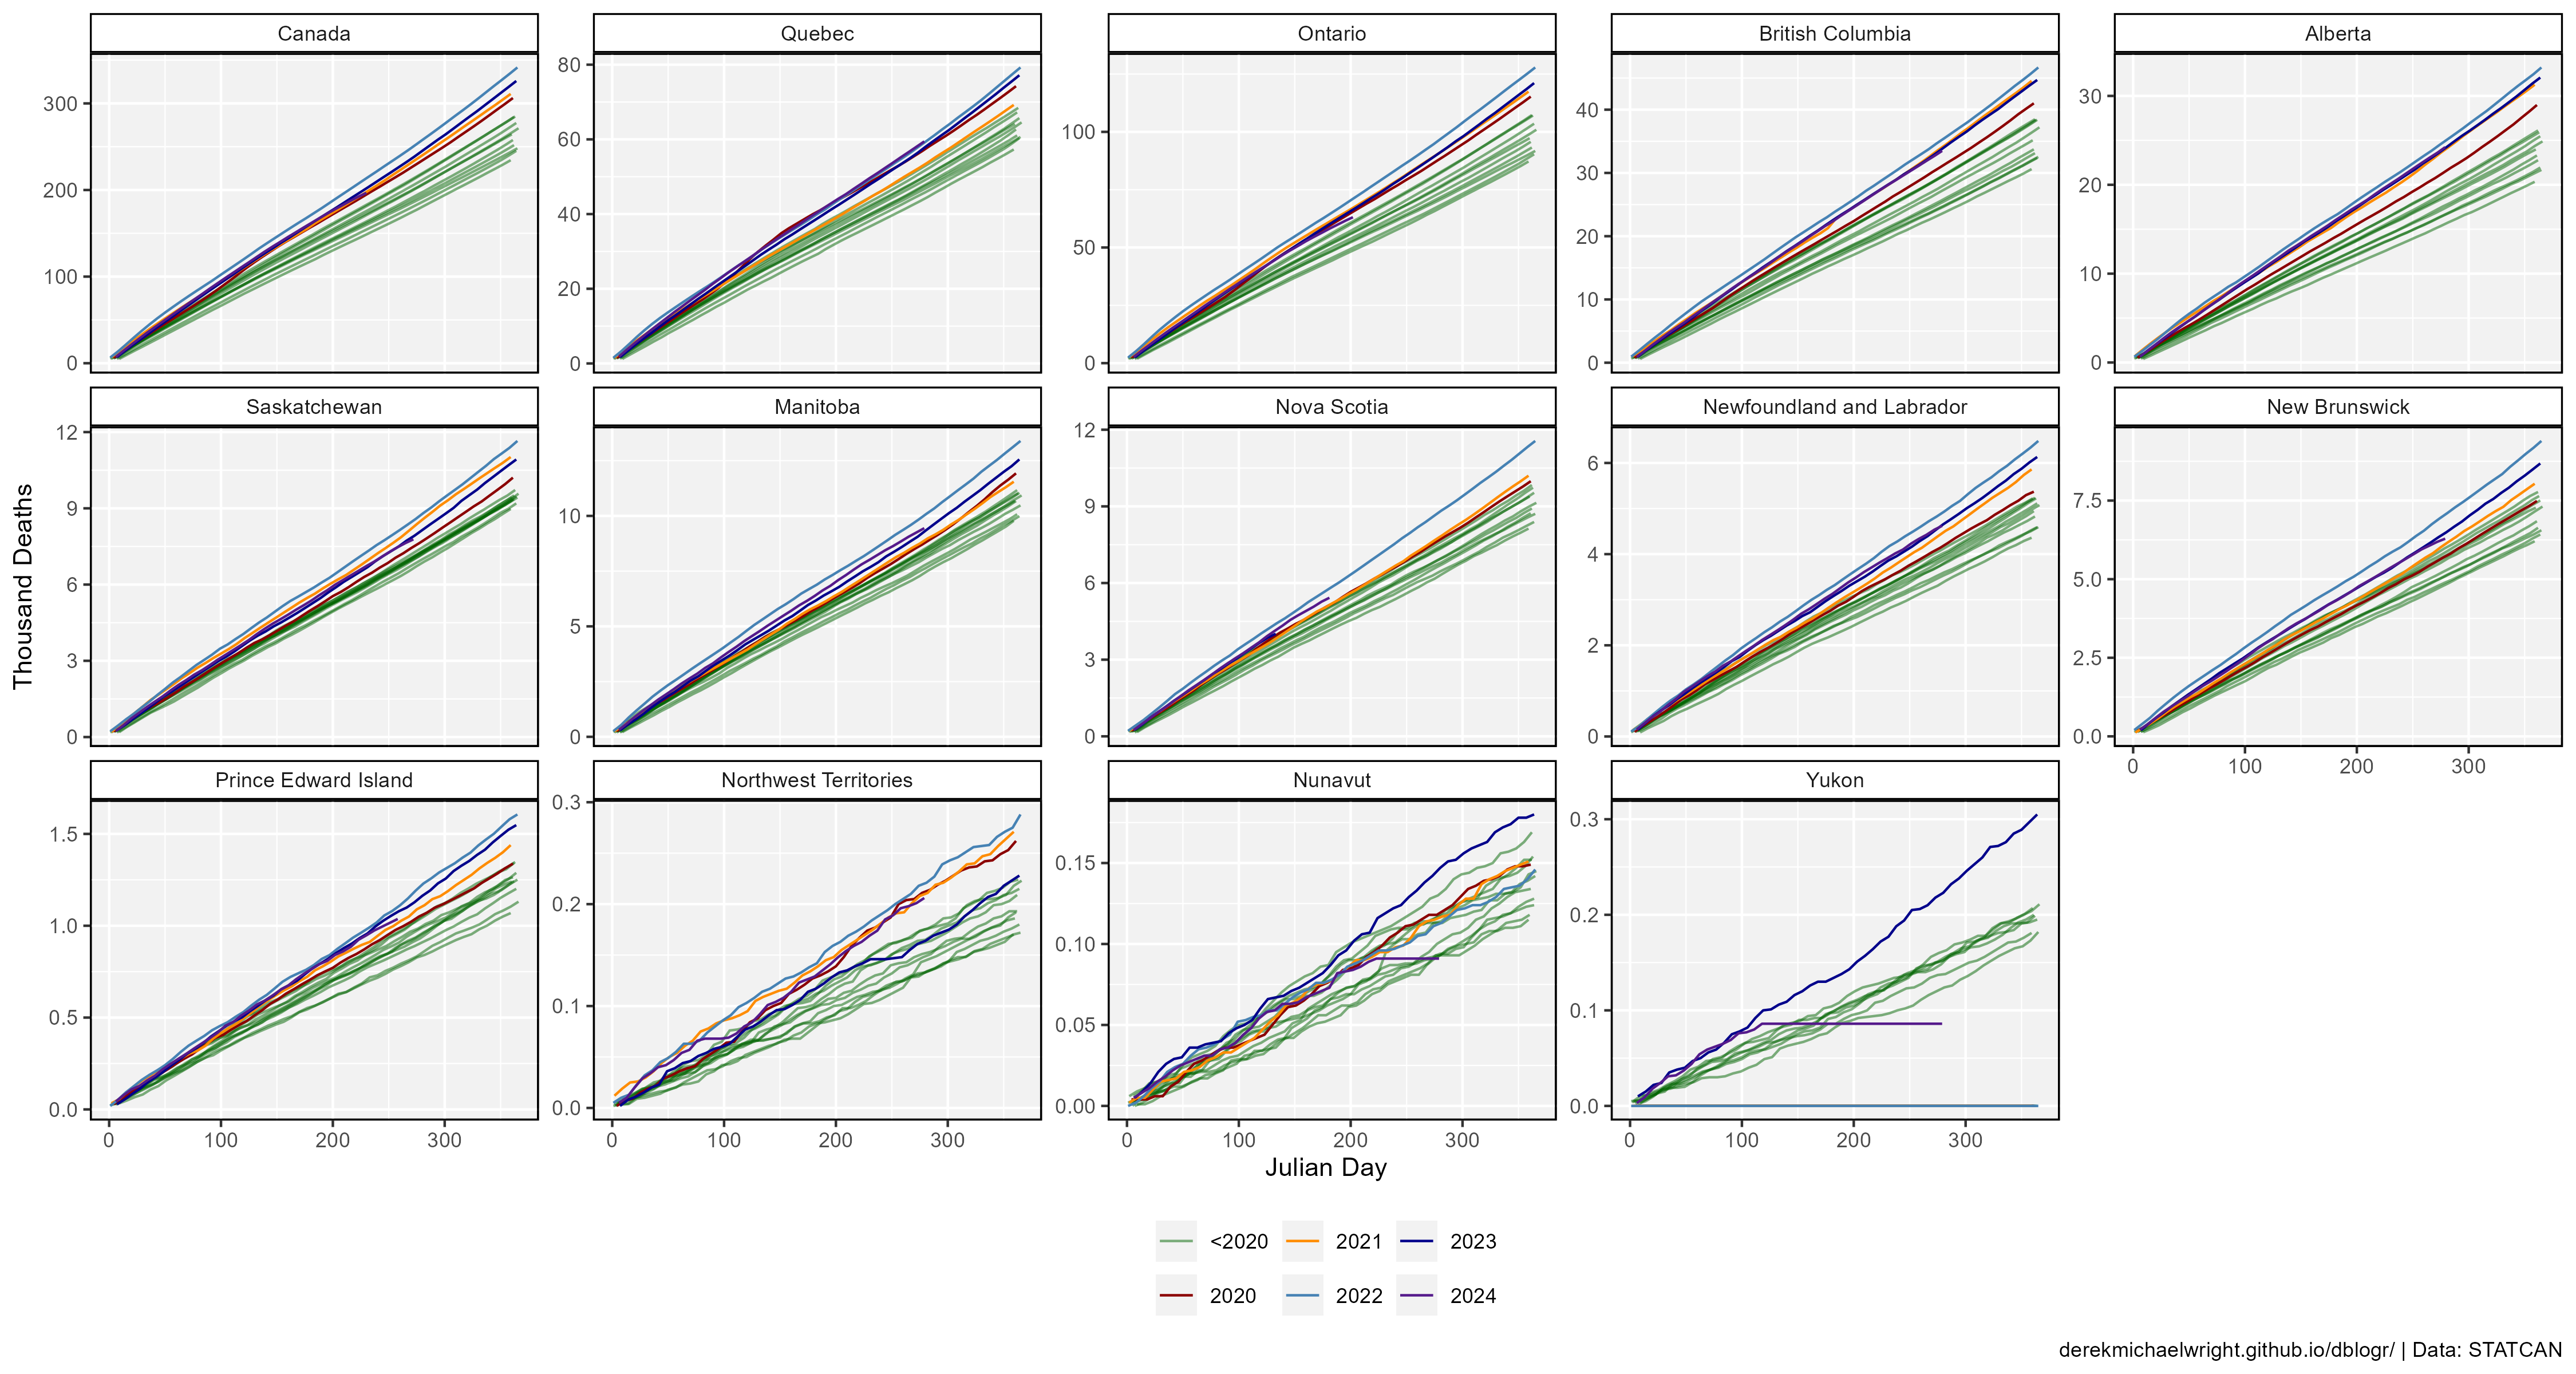 Canada Quebec Ontario British Columbia Alberta
300 200 100 0
80 60 40 20 0
100 50 0
40 30 20 10 0
30 20 10 0
Saskatchewan Manitoba Nova Scotia Newfoundland and Labrador New Brunswick
12 9 6 3 0
10 5 0
12 9 6 3 0
6 4 2 0
7.5 5.0 2.5 0.0
0 100 200 300
Thousand Deaths
Prince Edward Island Northwest Territories Nunavut Yukon
1.5 1.0 0.5 0.0
0.3 0.2 0.1 0.0
0.15 0.10 0.05 0.00
0.3 0.2 0.1 0.0
0 100 200 300 0 100 200 300 0 100 200 300 0 100 200 300
Julian Day
<2020 2021 2023
2020 2022 2024
derekmichaelwright.github.io/dblogr/ | Data: STATCAN